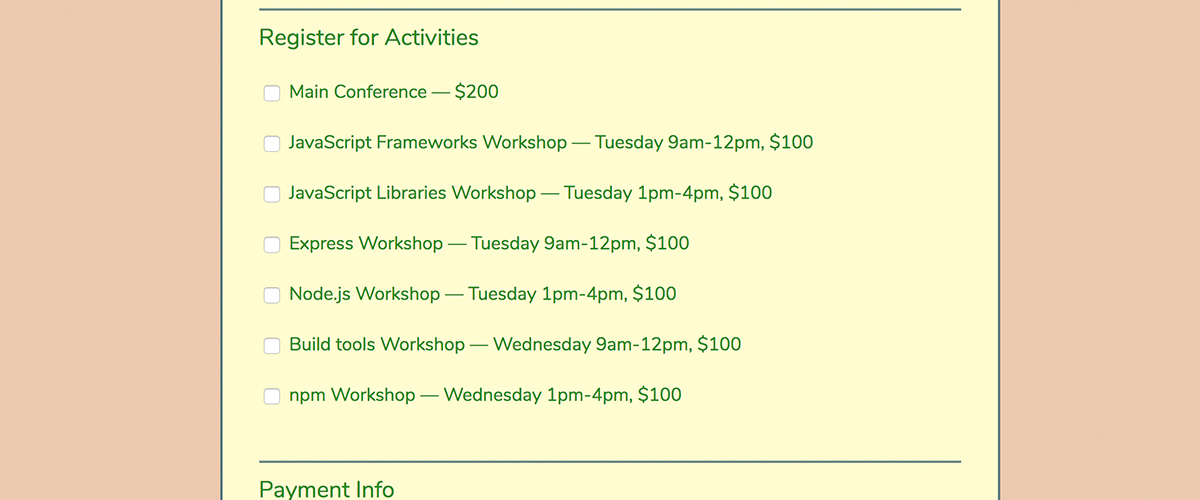 Register for Activities
Main Conference — $200
JavaScript Frameworks Workshop — Tuesday 9am-12pm, $100
JavaScript Libraries Workshop — Tuesday 1pm-4pm, $100
Express Workshop — Tuesday 9am-12pm, $100
Node.js Workshop — Tuesday 1pm-4pm, $100
Build tools Workshop — Wednesday 9am-12pm, $100
npm Workshop — Wednesday 1pm-4pm, $100
Payment Info